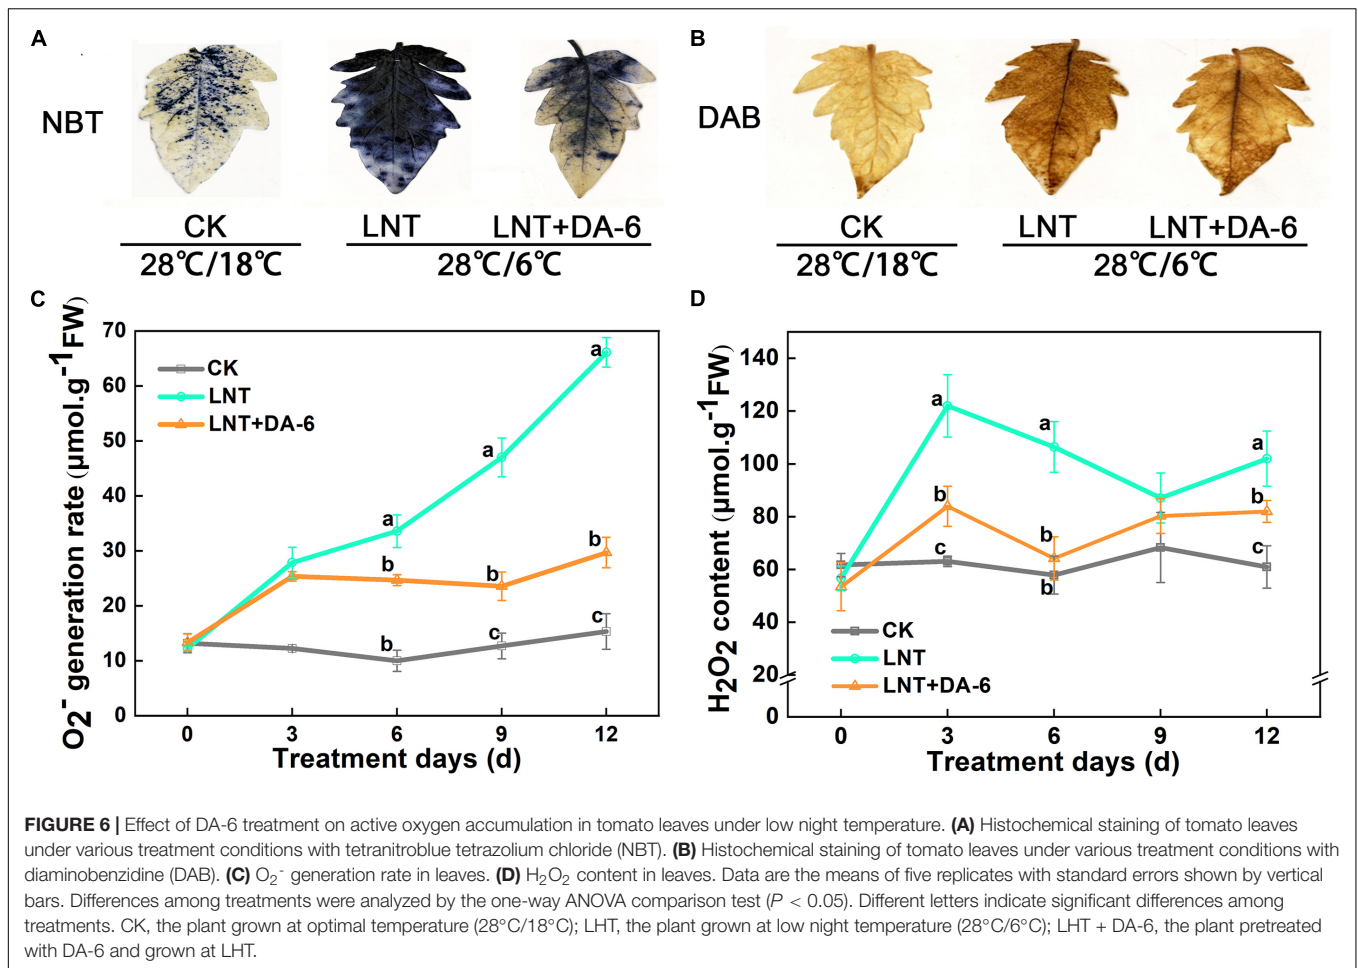 A
NBT
CK
LNT
LNT+DA-6
28℃/18℃
28℃/6℃
B
DAB
CK
LNT
LNT+DA-6
28℃/18℃
28℃/6℃
C
O2- generation rate (μmol.g-1FW)
70
60
50
40
30
20
10
0
CK
LNT
LNT+DA-6
a
a
a
a
b
b
b
b
c
c
0
3
6
9
12
Treatment days (d)
D
H2O2 content (μmol.g-1FW)
140
120
100
80
60
40
20
0
a
a
a
b
b
b
c
b
c
CK
LNT
LNT+DA-6
0
3
6
9
12
Treatment days (d)
FIGURE 6 | Effect of DA-6 treatment on active oxygen accumulation in tomato leaves under low night temperature. (A) Histochemical staining of tomato leaves
under various treatment conditions with tetranitroblue tetrazolium chloride (NBT). (B) Histochemical staining of tomato leaves under various treatment conditions with
diaminobenzidine (DAB). (C) O2- generation rate in leaves. (D) H2O2 content in leaves. Data are the means of five replicates with standard errors shown by vertical
bars. Differences among treatments were analyzed by the one-way ANOVA comparison test (P < 0.05). Different letters indicate significant differences among
treatments. CK, the plant grown at optimal temperature (28°C/18°C); LHT, the plant grown at low night temperature (28°C/6°C); LHT + DA-6, the plant pretreated
with DA-6 and grown at LHT.